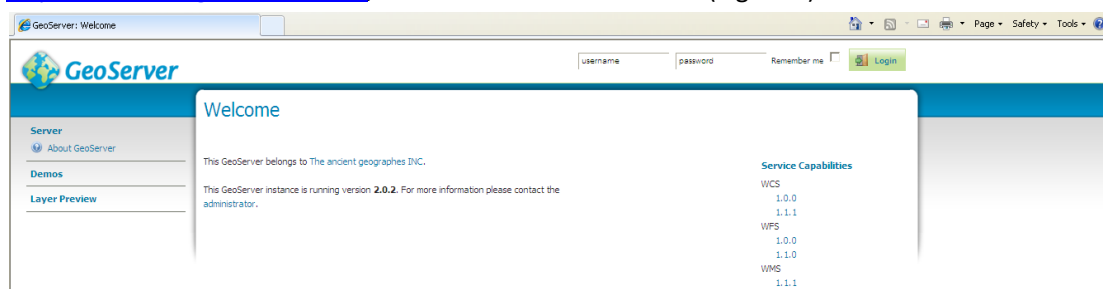 GeoServer: Welcome
Page Safety Tools
GeoServer
username password Remember me Login
Welcome
Server
About GeoServer
Demos
Layer Preview
This GeoServer belongs to The ancient geographes INC.
This GeoServer instance is running version 2.0.2. For more information please contact the
administrator.
Service Capabilities
WCS
1.0.0
1.1.1
WFS
1.0.0
1.1.0
WMS
1.1.1